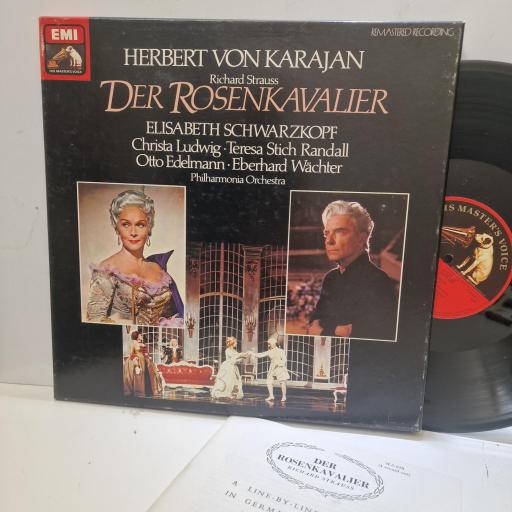 EMI
HIS MASTER'S VOICE
REMASTERED RECORDING
HERBERT VON KARAJAN
Richard Strauss
DER ROSENKAVALIER
ELISABETH SCHWARZKOPF
Christa Ludwig · Teresa Stich Randall
Otto Edelmann · Eberhard Wächter
Philharmonia Orchestra
HIS MASTER'S VOICE
DER
ROSENKAVALIER
RICHARD STRAUSS
A LINE-BY-LINE
IN GERMA